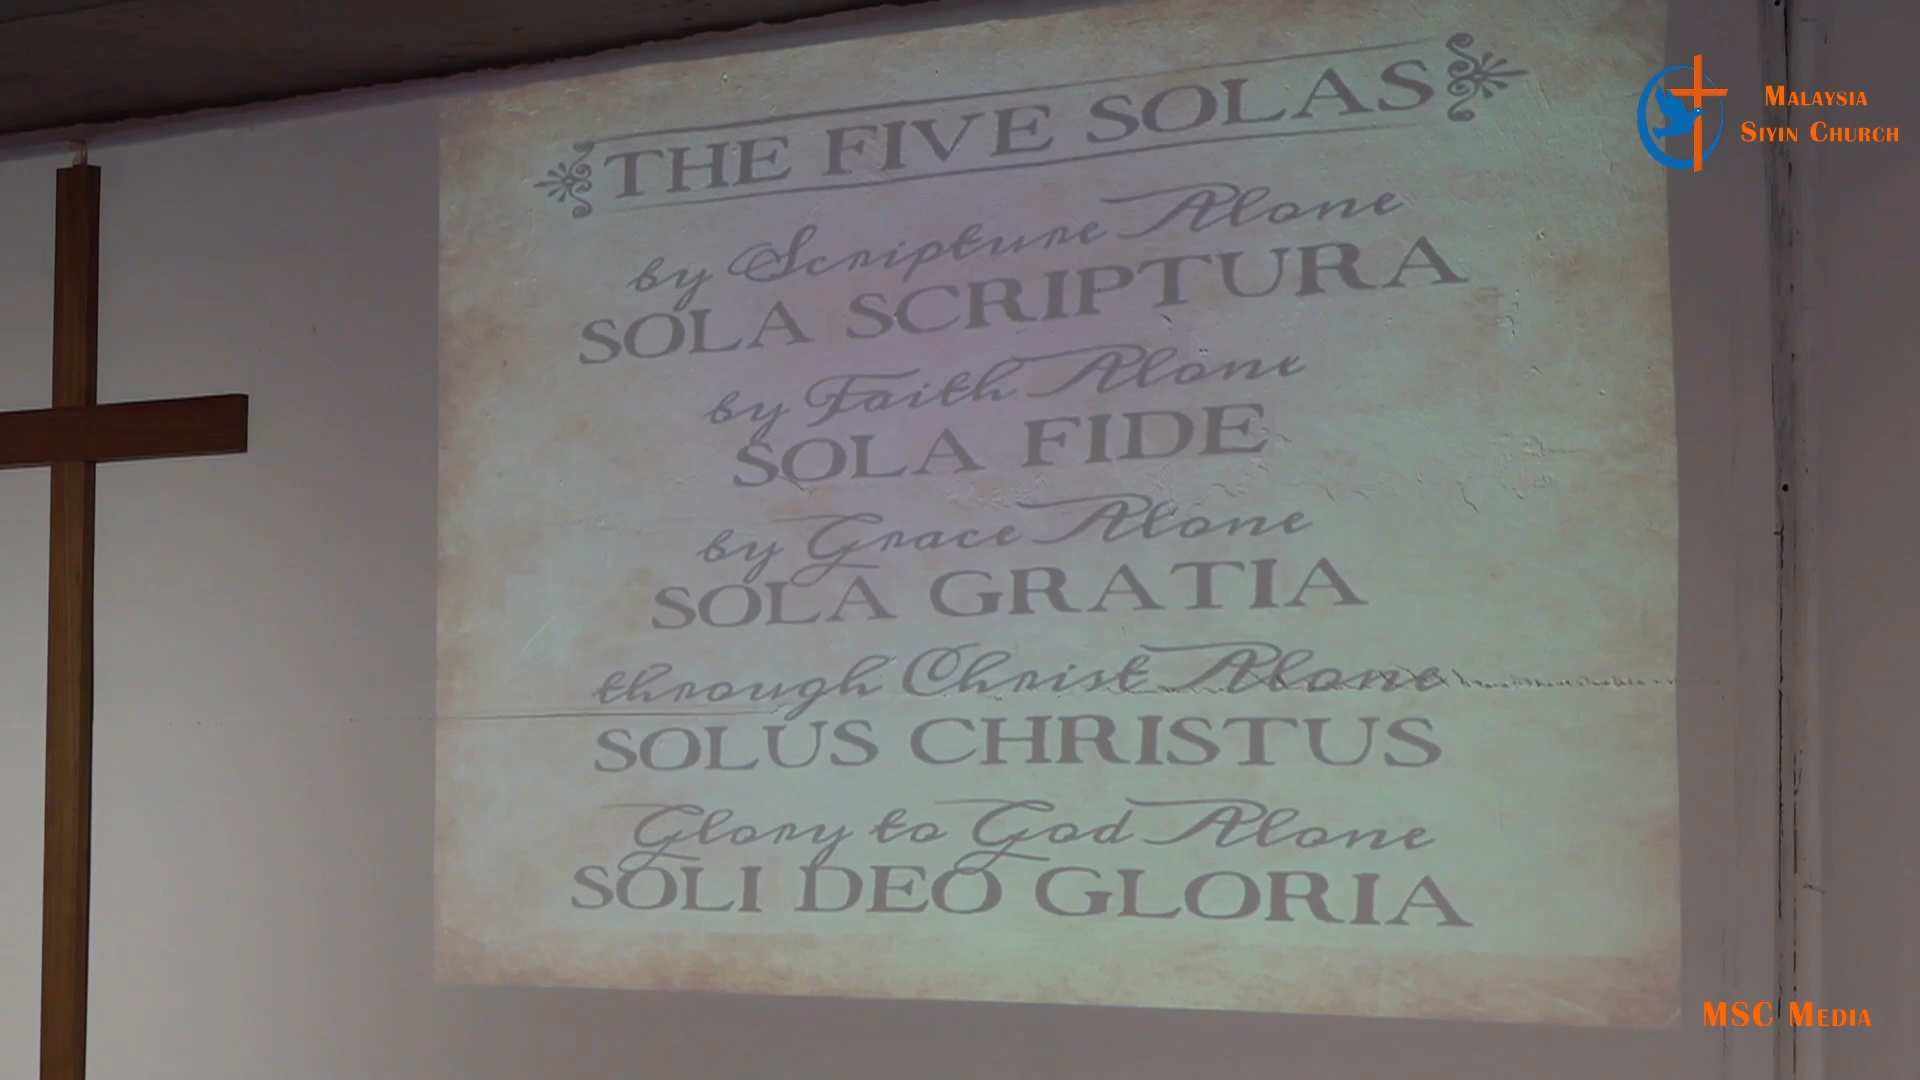 THE FIVE SOLAS
by Scripture Alone
SOLA SCRIPTURA
by Faith Alone
SOLA FIDE
by Grace Alone
SOLA GRATIA
through Christ Alone
SOLUS CHRISTUS
Glory to God Alone
SOLI DEO GLORIA
MALAYSIA
SIYIN CHURCH
MSC MEDIA